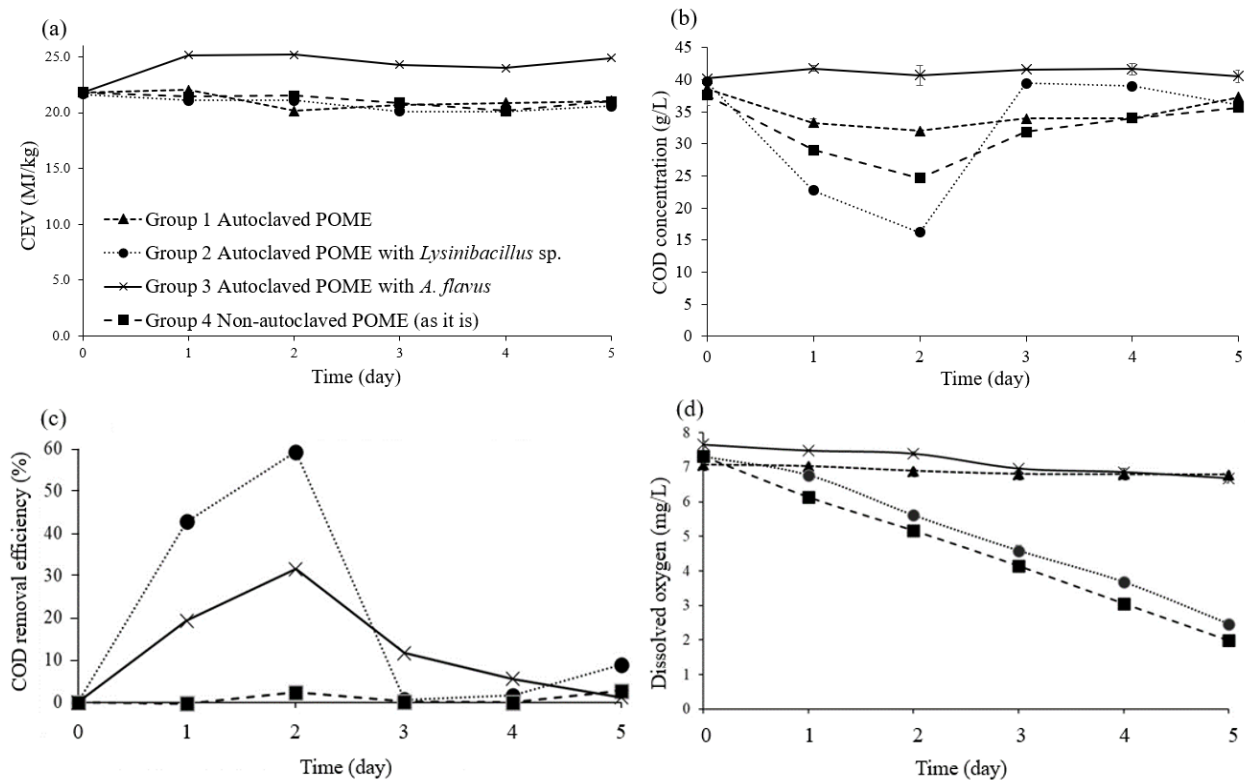 (a)
25.0
20.0
15.0
10.0
5.0
0.0
CEV (MJ/kg)
Group 1 Autoclaved POME
Group 2 Autoclaved POME with Lysinibacillus sp.
Group 3 Autoclaved POME with A. flavus
Group 4 Non-autoclaved POME (as it is)
0 1 2 3 4 5
Time (day)
(b)
45
40
35
30
25
20
15
10
5
0
COD concentration (g/L)
0 1 2 3 4 5
Time (day)
(c)
60
50
40
30
20
10
0
COD removal efficiency (%)
0 1 2 3 4 5
Time (day)
(d)
8
7
6
5
4
3
2
1
0
Dissolved oxygen (mg/L)
0 1 2 3 4 5
Time (day)